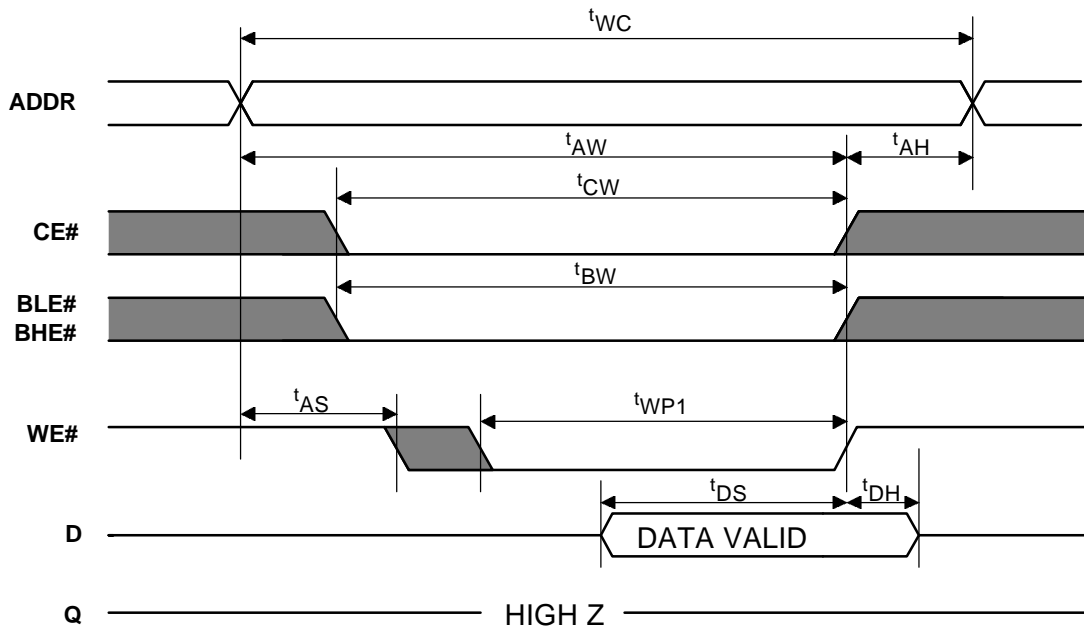 tWC
ADDR
tAW
tAH
tCW
CE#
tBW
BLE#
BHE#
tAS
tWP1
WE#
tDS
tDH
D
DATA VALID
Q
HIGH Z